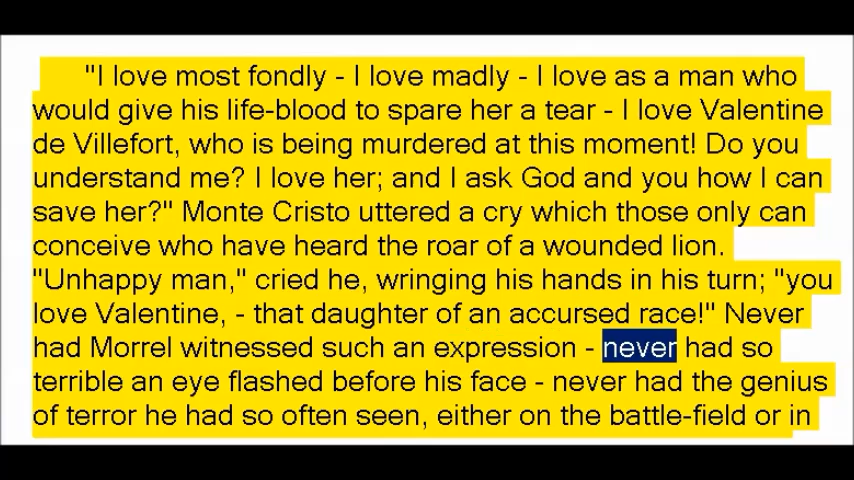 "I love most fondly - I love madly - I love as a man who
would give his life-blood to spare her a tear - I love Valentine
de Villefort, who is being murdered at this moment! Do you
understand me? I love her; and I ask God and you how I can
save her?" Monte Cristo uttered a cry which those only can
conceive who have heard the roar of a wounded lion.
"Unhappy man," cried he, wringing his hands in his turn; "you
love Valentine, - that daughter of an accursed race!" Never
had Morrel witnessed such an expression - never had so
terrible an eye flashed before his face - never had the genius
of terror he had so often seen, either on the battle-field or in